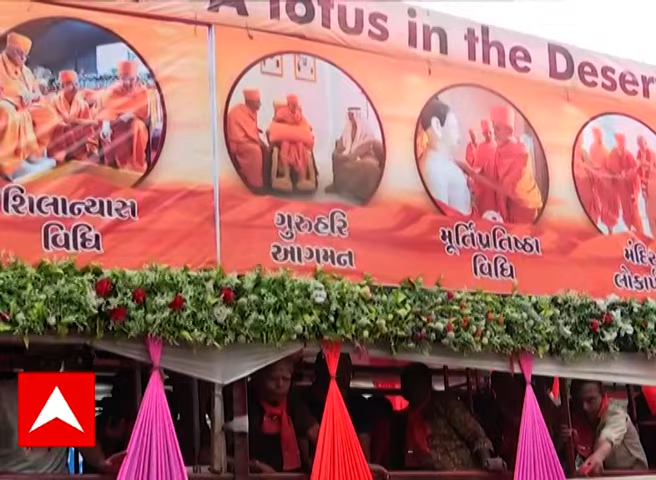 A lotus in the Desert
શિલાન્યાસ
વિધિ
ગુરુહરિ
આગમન
મૂર્તિપ્રતિષ્ઠા
વિધિ
મંદિર